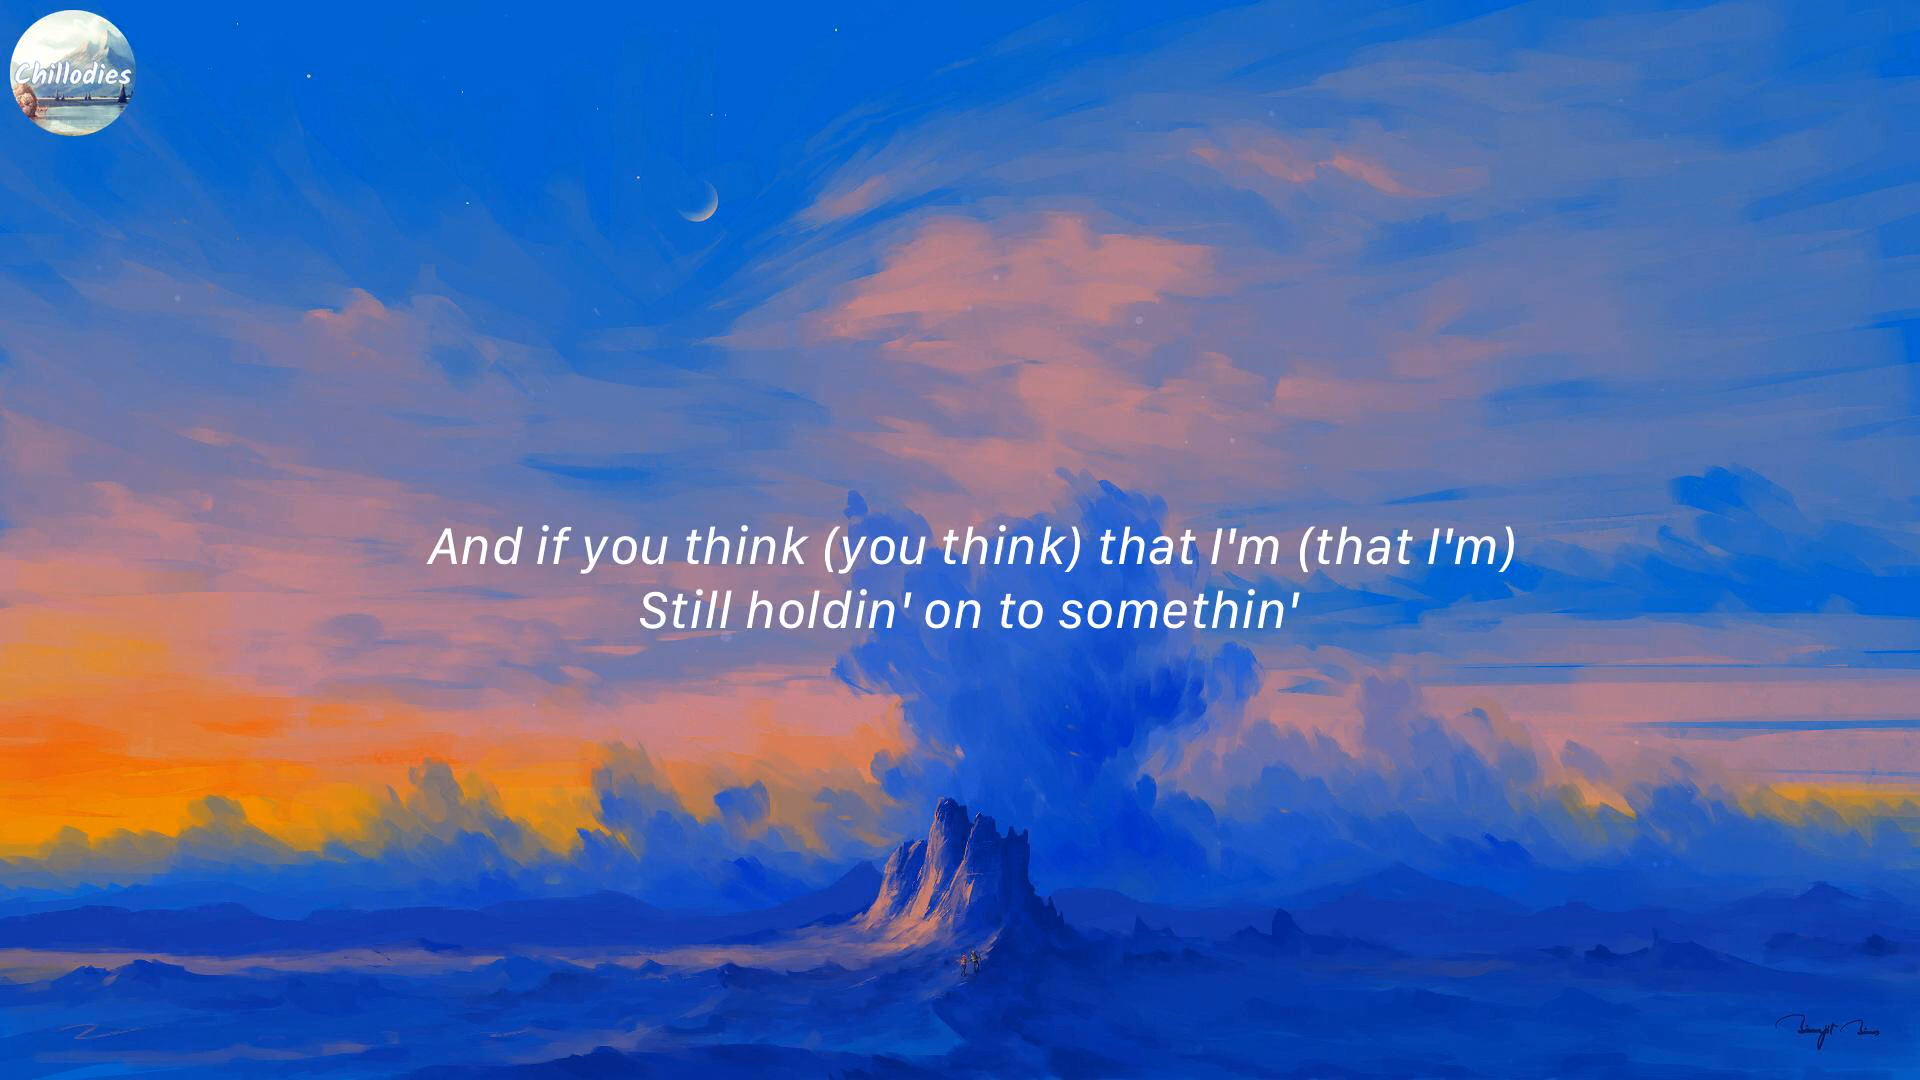 Chillodies
And if you think (you think) that I'm (that I'm)
Still holdin' on to somethin'